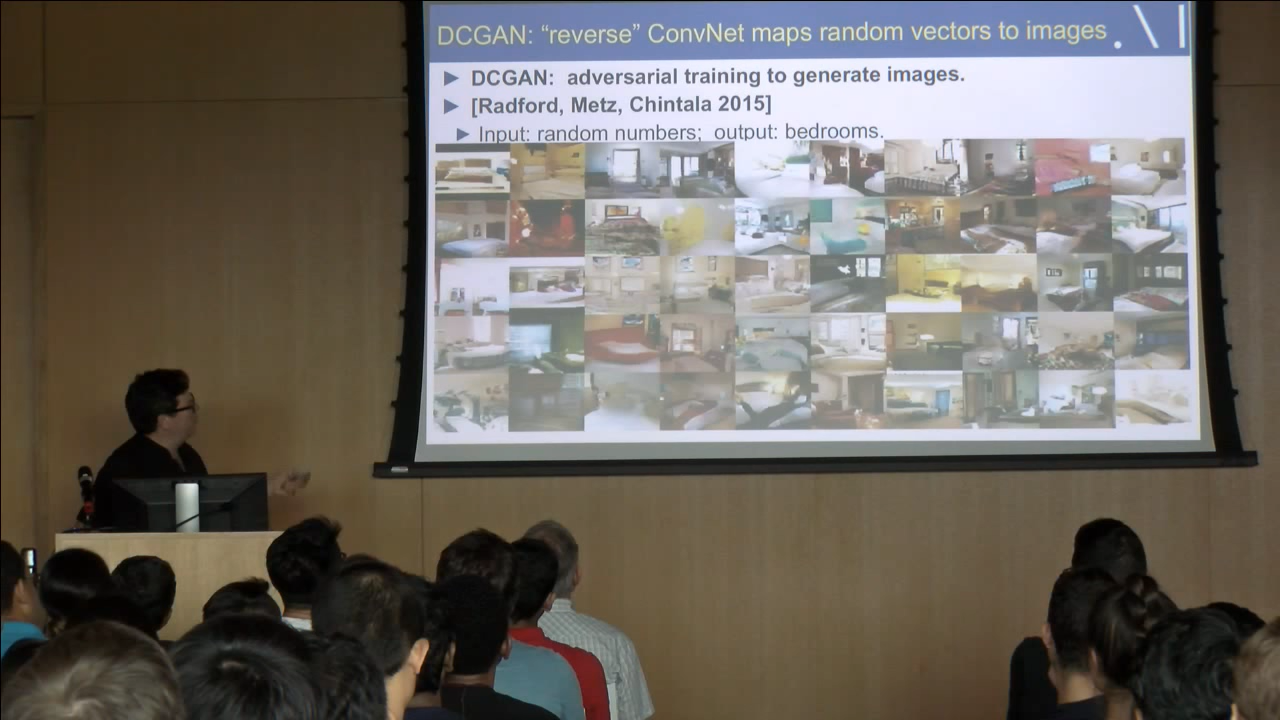 DCGAN: “reverse” ConvNet maps random vectors to images
DCGAN: adversarial training to generate images.
[Radford, Metz, Chintala 2015]
Input: random numbers; output: bedrooms.